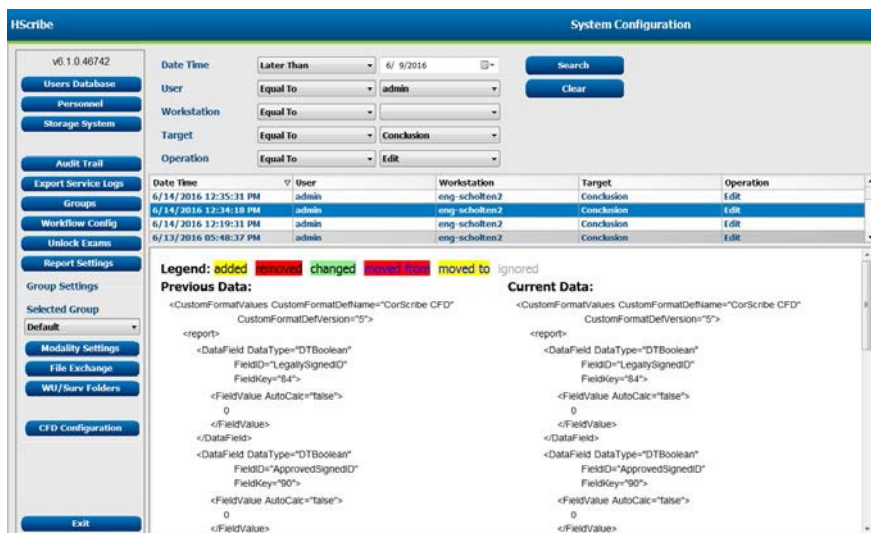 HScribe
System Configuration
v6.1.0.46742
Users Database
Personnel
Storage System
Audit Trail
Export Service Logs
Groups
Workflow Config
Unlock Exams
Report Settings
Group Settings
Selected Group
Default
Modality Settings
File Exchange
WU/Surv Folders
CFD Configuration
Exit
Date Time Later Than 6/ 9/2016 Search
User Equal To admin Clear
Workstation Equal To
Target Equal To Conclusion
Operation Equal To Edit
Date Time User Workstation Target Operation
6/14/2016 12:35:31 PM admin eng-scholten2 Conclusion Edit
6/14/2016 12:34:18 PM admin eng-scholten2 Conclusion Edit
6/14/2016 12:19:31 PM admin eng-scholten2 Conclusion Edit
6/13/2016 05:48:37 PM admin eng-scholten2 Conclusion Edit
Legend: added removed changed moved from moved to ignored
Previous Data:
<CustomFormatValues CustomFormatDefName="CorScribe CFD"
CustomFormatDefVersion="5">
<report>
<DataField DataType="DTBoolean"
FieldID="LegallySignedID"
FieldKey="84">
<FieldValue AutoCalc="false">
0
</FieldValue>
</DataField>
<DataField DataType="DTBoolean"
FieldID="ApprovedSignedID"
FieldKey="90">
<FieldValue AutoCalc="false">
0
</FieldValue>
Current Data:
<CustomFormatValues CustomFormatDefName="CorScribe CFD"
CustomFormatDefVersion="5">
<report>
<DataField DataType="DTBoolean"
FieldID="LegallySignedID"
FieldKey="84">
<FieldValue AutoCalc="false">
0
</FieldValue>
</DataField>
<DataField DataType="DTBoolean"
FieldID="ApprovedSignedID"
FieldKey="90">
<FieldValue AutoCalc="false">
0
</FieldValue>